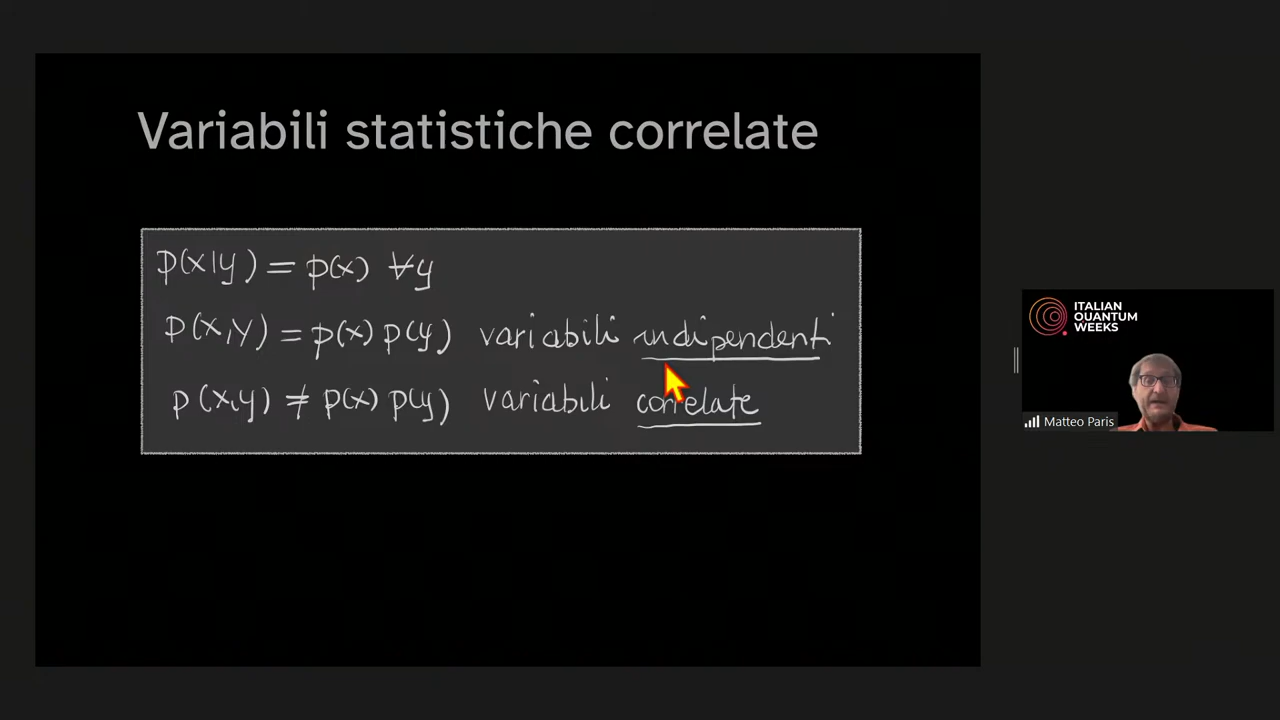 Variabili statistiche correlate
p(x|y) = p(x) ∀y
p(x,y) = p(x) p(y) variabili indipendenti
p(x,y) ≠ p(x) p(y) variabili correlate
ITALIAN
QUANTUM
WEEKS
Matteo Paris